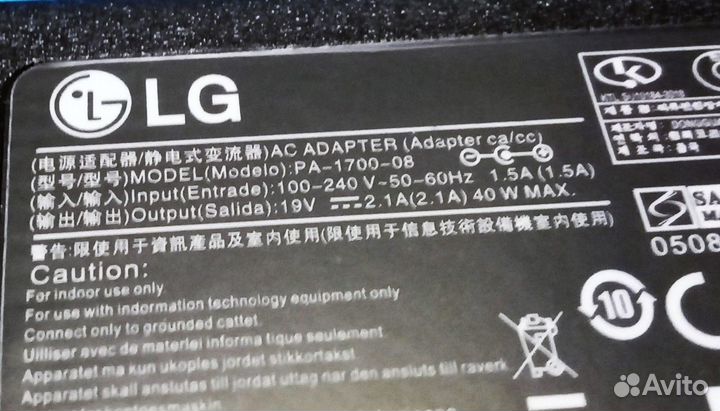 LG
(电源适配器/静电式变流器)AC ADAPTER (Adapter ca/cc)
(型号/型号)MODEL(Modelo):PA-1700-08
(输入/输入)Input(Entrade):100-240 V~50-60Hz 1.5A (1.5A)
(输出/输出)Output(Salida):19V ⎓ 2.1A(2.1A) 40 W MAX.
警告:限使用于資訊產品及室内使用(限使用于信息技術設備機室内使用)
Caution:
For indoor use only.
For use with indormation technology equipment only
Connect only to grounded cattet
Uilliser avec de materlei informa tique seulement
Apparatet ma kun ukoples jordet stikkortakst
Apparatet skall anslutas till jordat uttag nar den ansluts till raverk
K
S
SA
M
0508
10
C
Avito